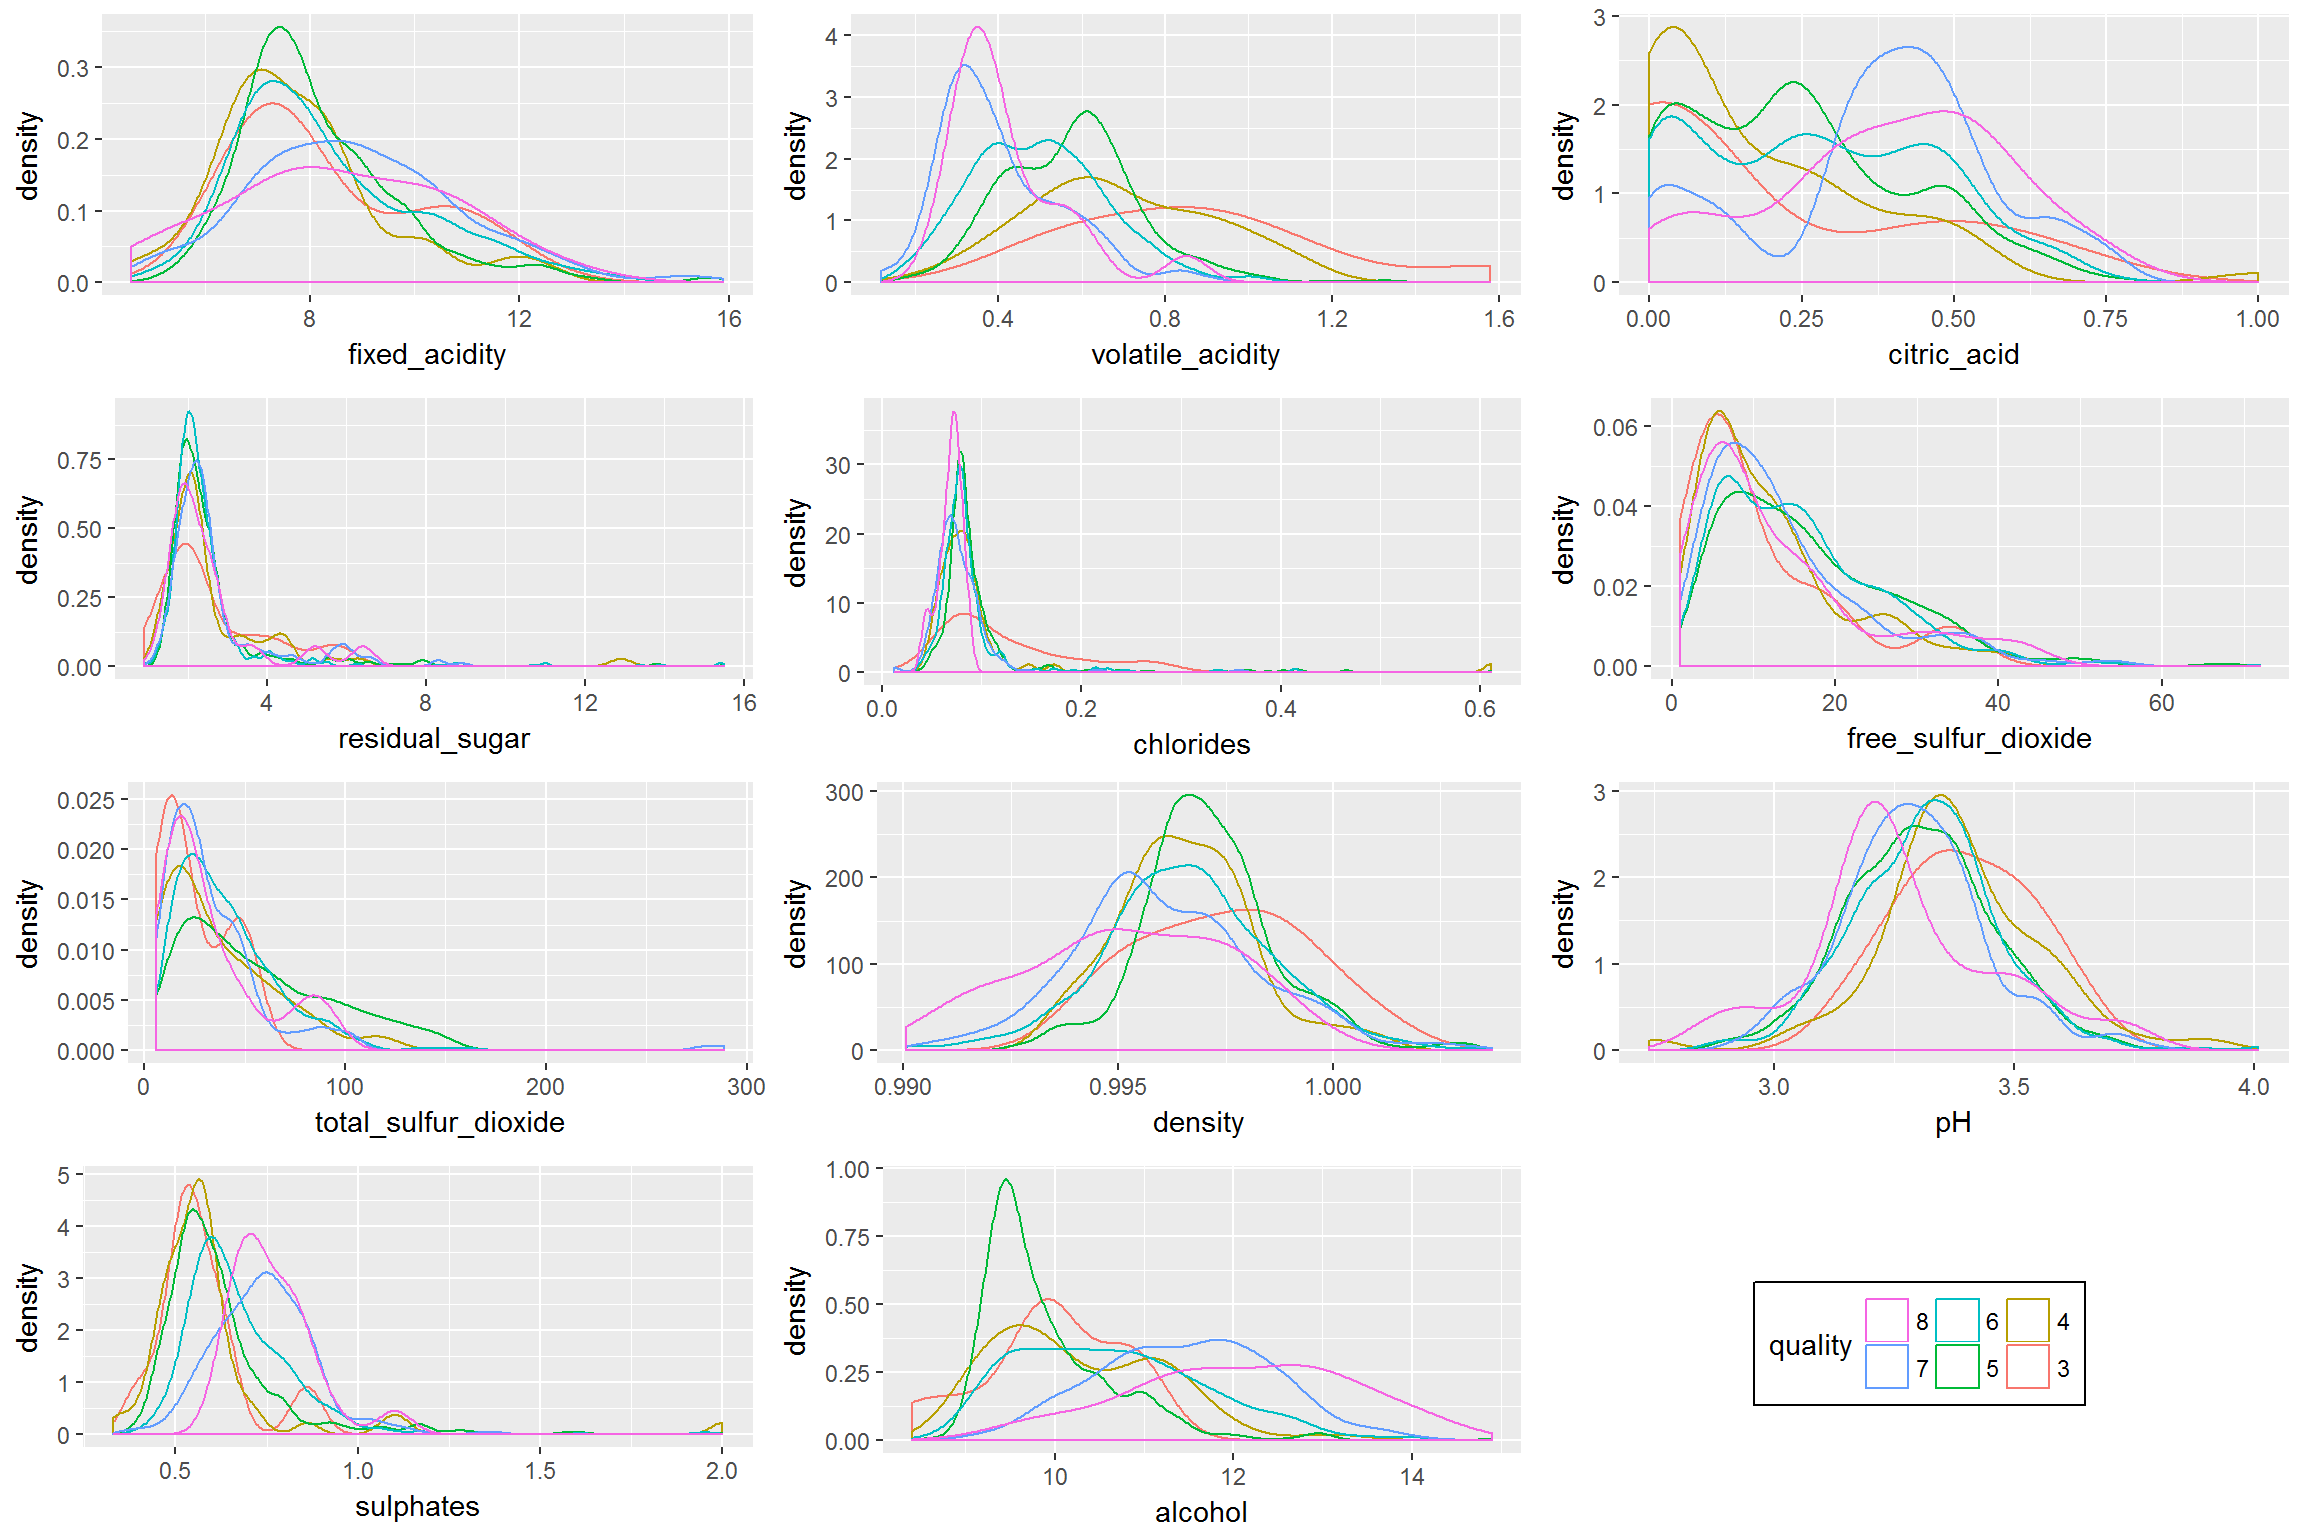 density
0.3
0.2
0.1
0.0
8 12 16
fixed_acidity
density
4
3
2
1
0
0.4 0.8 1.2 1.6
volatile_acidity
density
3
2
1
0
0.00 0.25 0.50 0.75 1.00
citric_acid
density
0.75
0.50
0.25
0.00
4 8 12 16
residual_sugar
density
30
20
10
0
0.0 0.2 0.4 0.6
chlorides
density
0.06
0.04
0.02
0.00
0 20 40 60
free_sulfur_dioxide
density
0.025
0.020
0.015
0.010
0.005
0.000
0 100 200 300
total_sulfur_dioxide
density
300
200
100
0
0.990 0.995 1.000
density
density
3
2
1
0
3.0 3.5 4.0
pH
density
5
4
3
2
1
0
0.5 1.0 1.5 2.0
sulphates
density
1.00
0.75
0.50
0.25
0.00
10 12 14
alcohol
quality
8 6 4
7 5 3